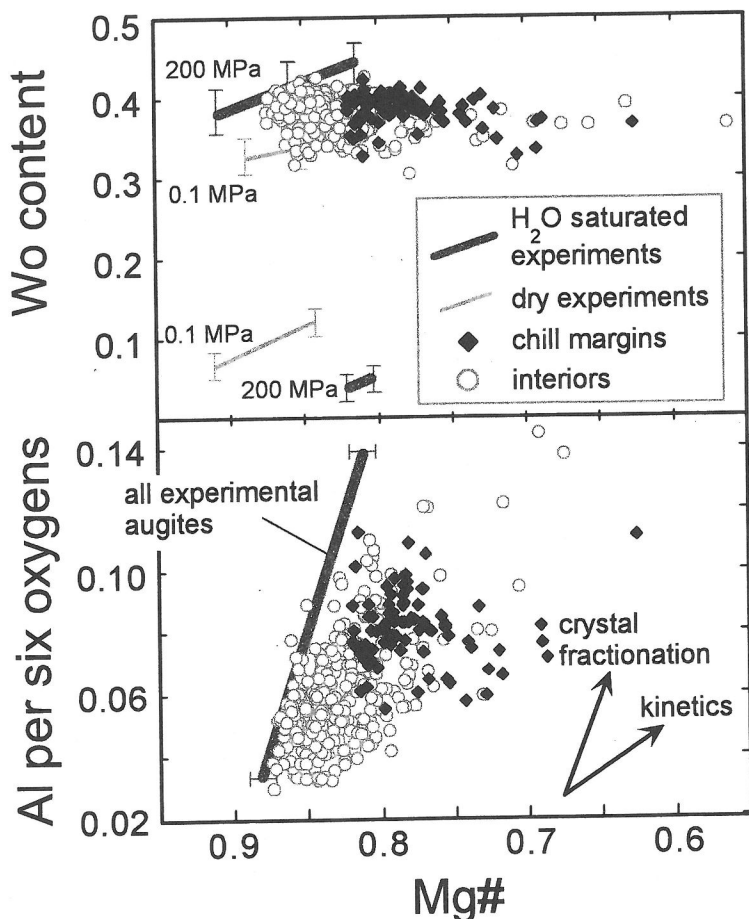 0.5
0.4
0.3
0.2
0.1
Wo content
200 MPa
0.1 MPa
0.1 MPa
200 MPa
H2O saturated
experiments
dry experiments
chill margins
interiors
0.14
0.10
0.06
0.02
Al per six oxygens
all experimental
augites
crystal
fractionation
kinetics
0.9
0.8
0.7
0.6
Mg#